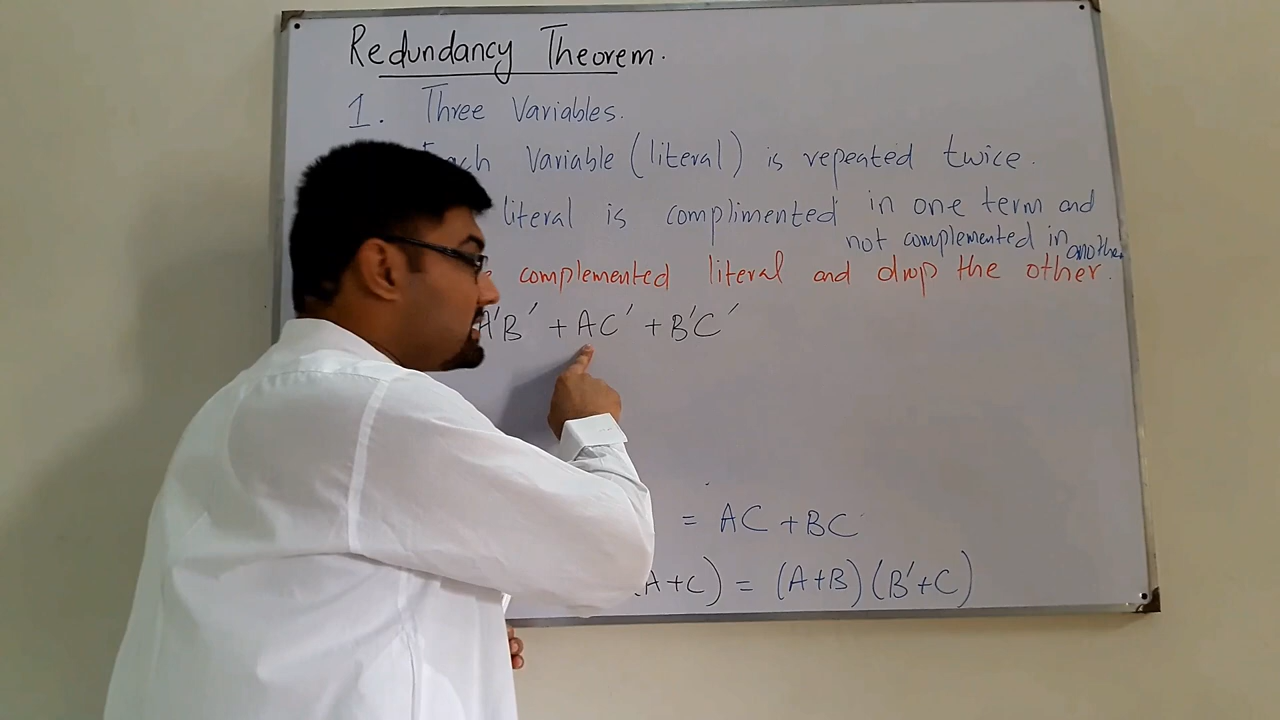 Redundancy Theorem.
1. Three Variables.
Variable (literal) is repeated twice.
literal is complimented in one term and
not complemented in another
complemented literal and drop the other.
A'B' + AC' + B'C'
= AC + BC
(A+C) = (A+B)(B'+C)